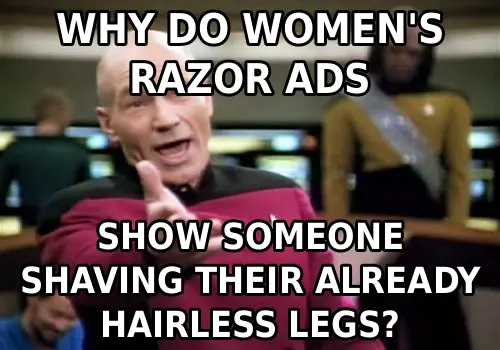 WHY DO WOMEN'S
RAZOR ADS
SHOW SOMEONE
SHAVING THEIR ALREADY
HAIRLESS LEGS?